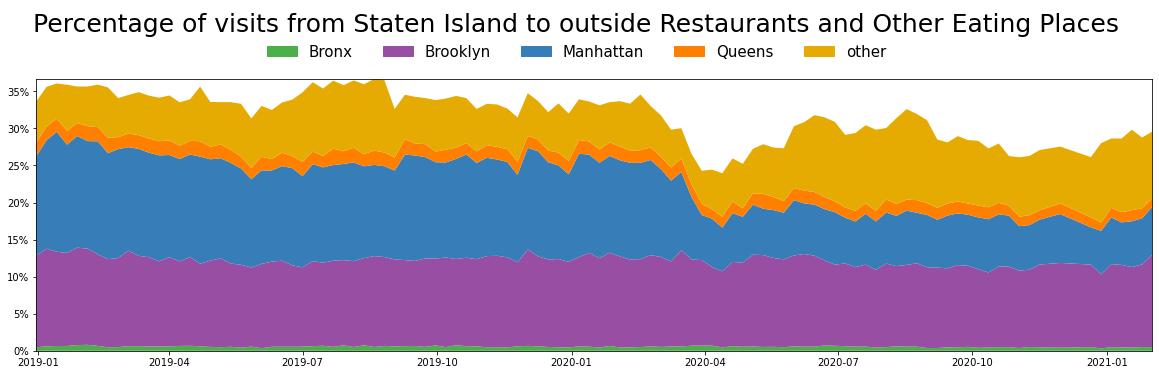 Percentage of visits from Staten Island to outside Restaurants and Other Eating Places
Bronx Brooklyn Manhattan Queens other
35%
30%
25%
20%
15%
10%
5%
0%
2019-01 2019-04 2019-07 2019-10 2020-01 2020-04 2020-07 2020-10 2021-01